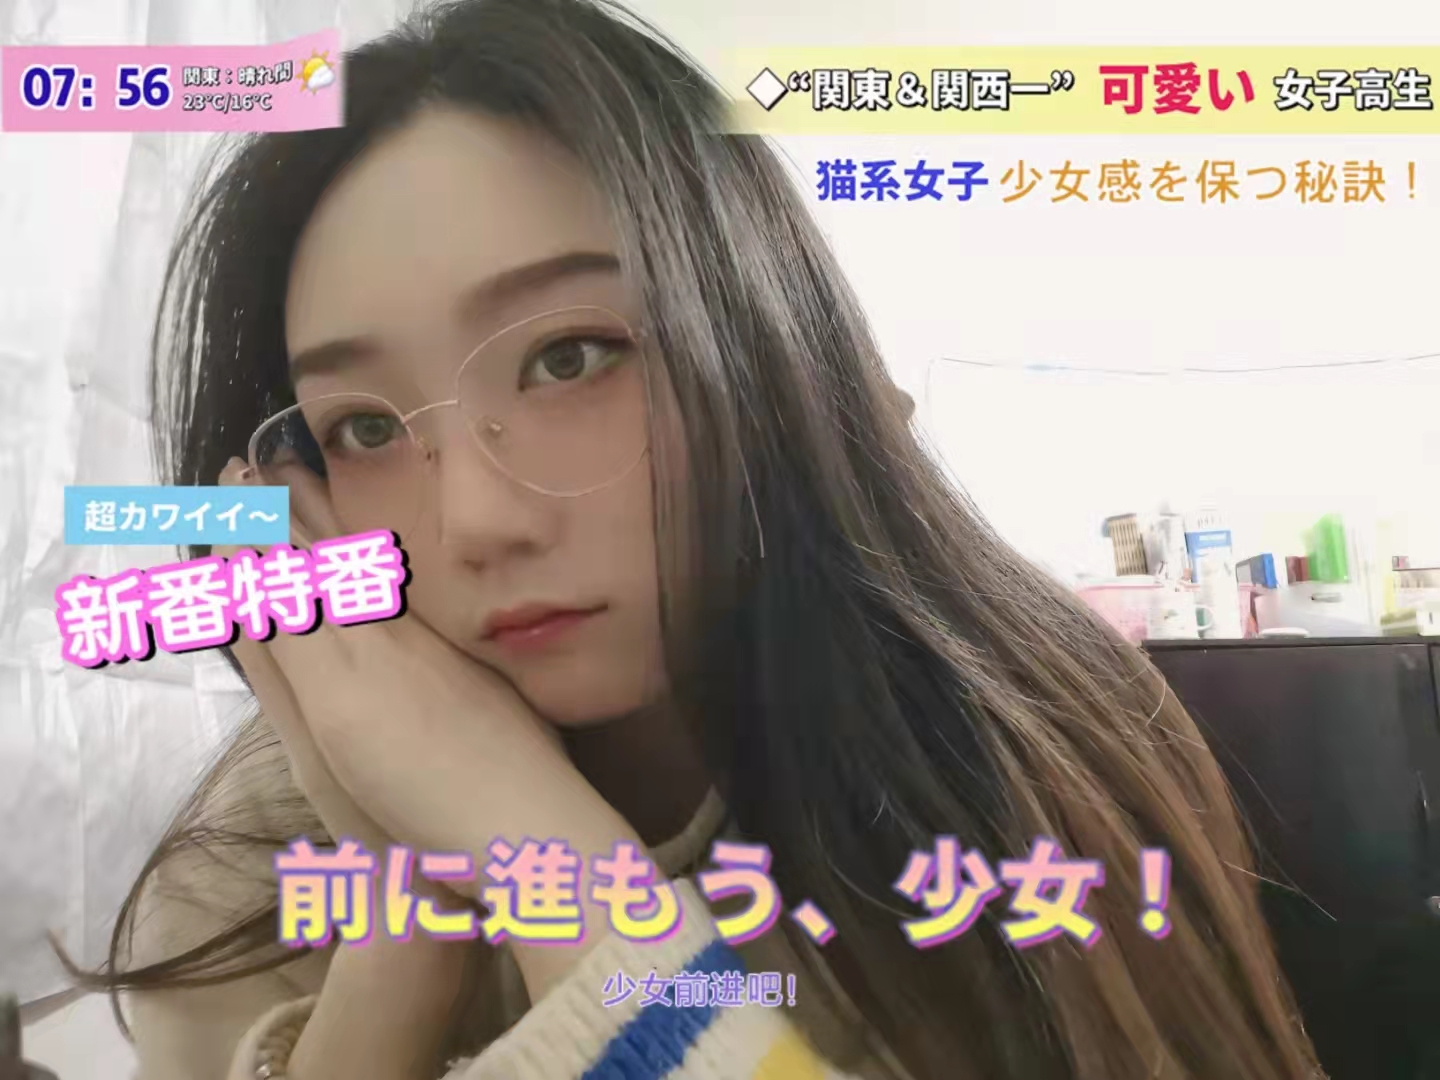 07: 56
関東：晴れ間
23℃/16℃
◆“関東＆関西一” 可愛い 女子高生
猫系女子 少女感を保つ秘訣！
超カワイイ～
新番特番
前に進もう、少女！
少女前进吧！